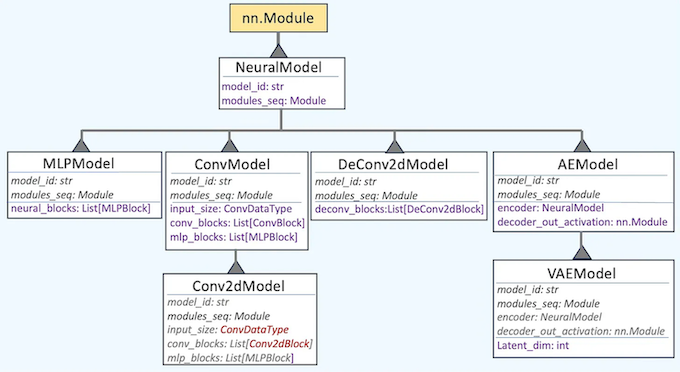 nn.Module
NeuralModel
model_id: str
modules_seq: Module
MLPModel
model_id: str
modules_seq: Module
neural_blocks: List[MLPBlock]
ConvModel
model_id: str
modules_seq: Module
input_size: ConvDataType
conv_blocks: List[ConvBlock]
mlp_blocks: List[MLPBlock]
DeConv2dModel
model_id: str
modules_seq: Module
deconv_blocks:List[DeConv2dBlock]
AEModel
model_id: str
modules_seq: Module
encoder: NeuralModel
decoder_out_activation: nn.Module
Conv2dModel
model_id: str
modules_seq: Module
input_size: ConvDataType
conv_blocks: List[Conv2dBlock]
mlp_blocks: List[MLPBlock]
VAEModel
model_id: str
modules_seq: Module
encoder: NeuralModel
decoder_out_activation: nn.Module
Latent_dim: int